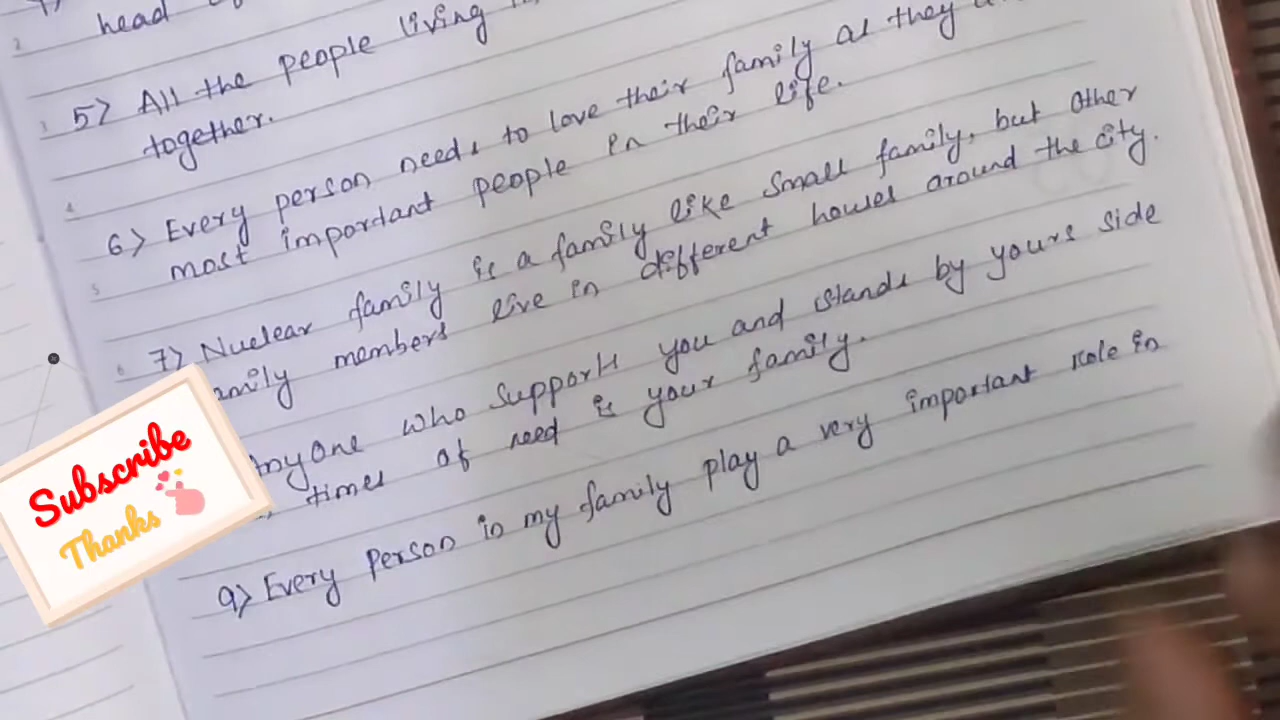 head
5) All the people living
together.
6) Every person needs to love their family as they
most important people in their life.
7) Nuclear family is a family like small family, but other
family members live in different houses around the city.
Anyone who supports you and stands by yours side
times of need is your family.
9) Every person in my family play a very important role in
Subscribe
Thanks